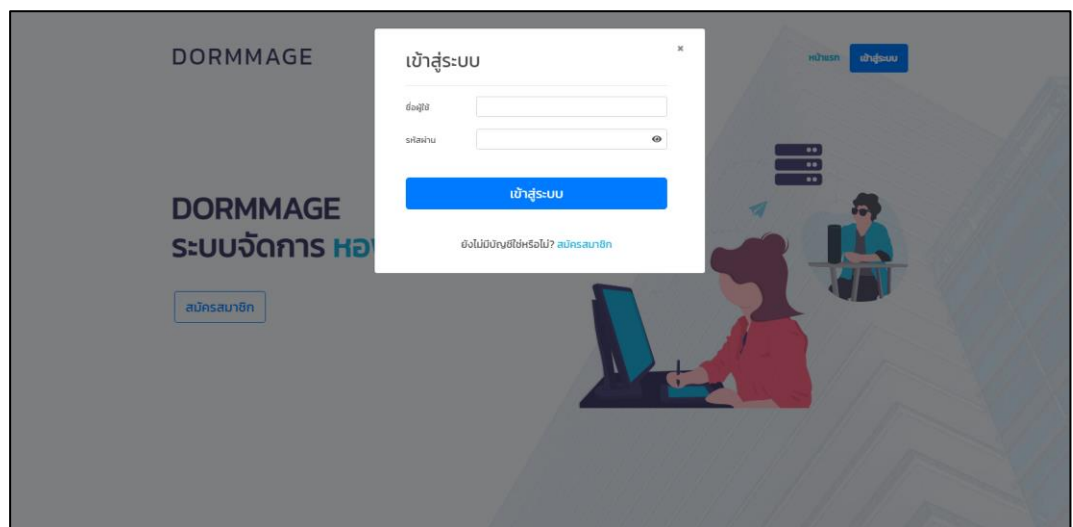 DORMMAGE
หน้าแรก
เข้าสู่ระบบ
เข้าสู่ระบบ
×
ชื่อผู้ใช้
รหัสผ่าน
เข้าสู่ระบบ
ยังไม่มีบัญชีใช่หรือไม่? สมัครสมาชิก
DORMMAGE
ระบบจัดการ
สมัครสมาชิก